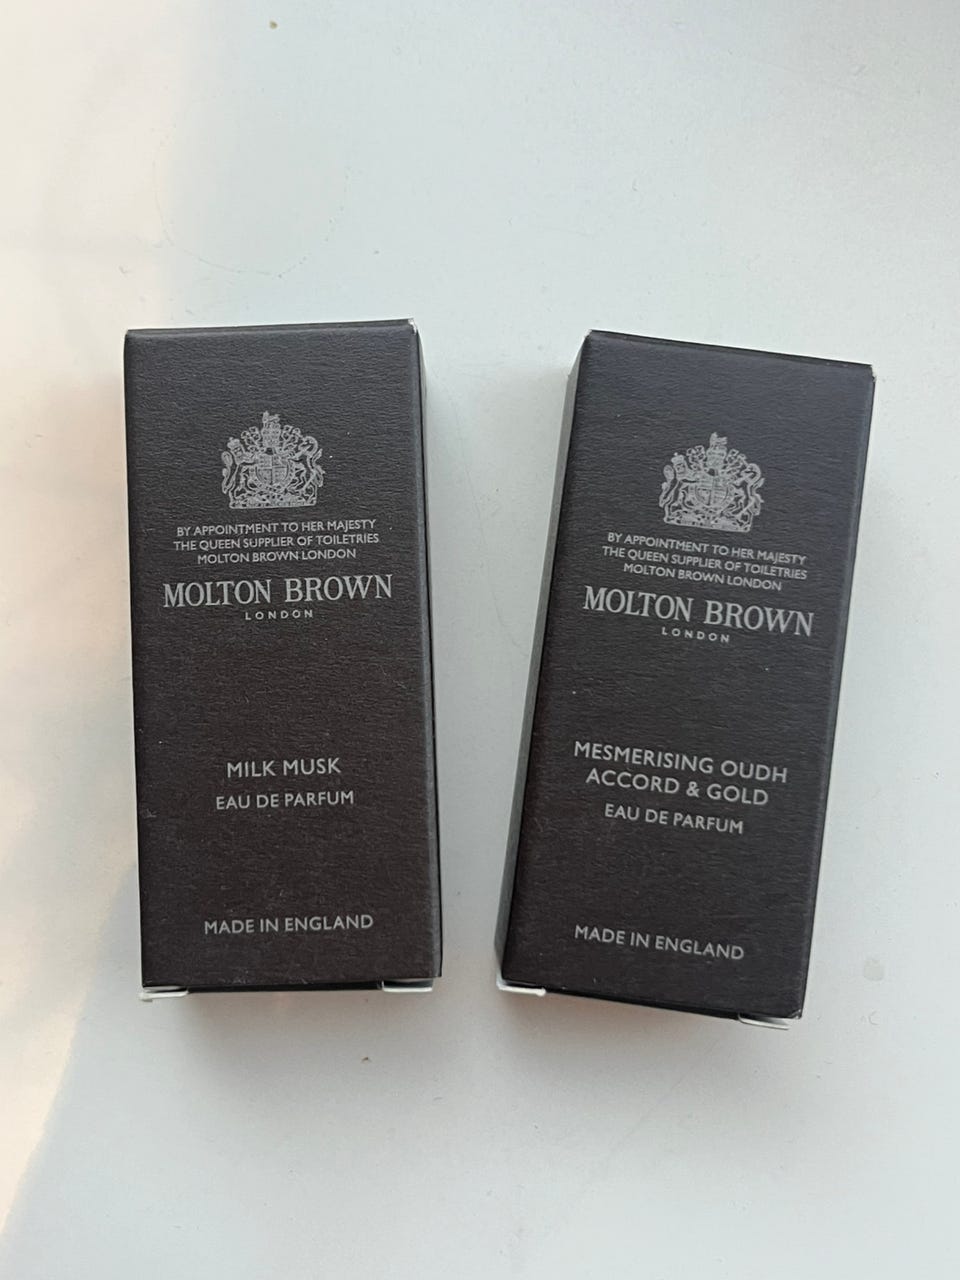 BY APPOINTMENT TO HER MAJESTY
THE QUEEN SUPPLIER OF TOILETRIES
MOLTON BROWN LONDON
MOLTON BROWN
LONDON
MILK MUSK
EAU DE PARFUM
MADE IN ENGLAND
BY APPOINTMENT TO HER MAJESTY
THE QUEEN SUPPLIER OF TOILETRIES
MOLTON BROWN LONDON
MOLTON BROWN
LONDON
MESMERISING OUDH
ACCORD & GOLD
EAU DE PARFUM
MADE IN ENGLAND